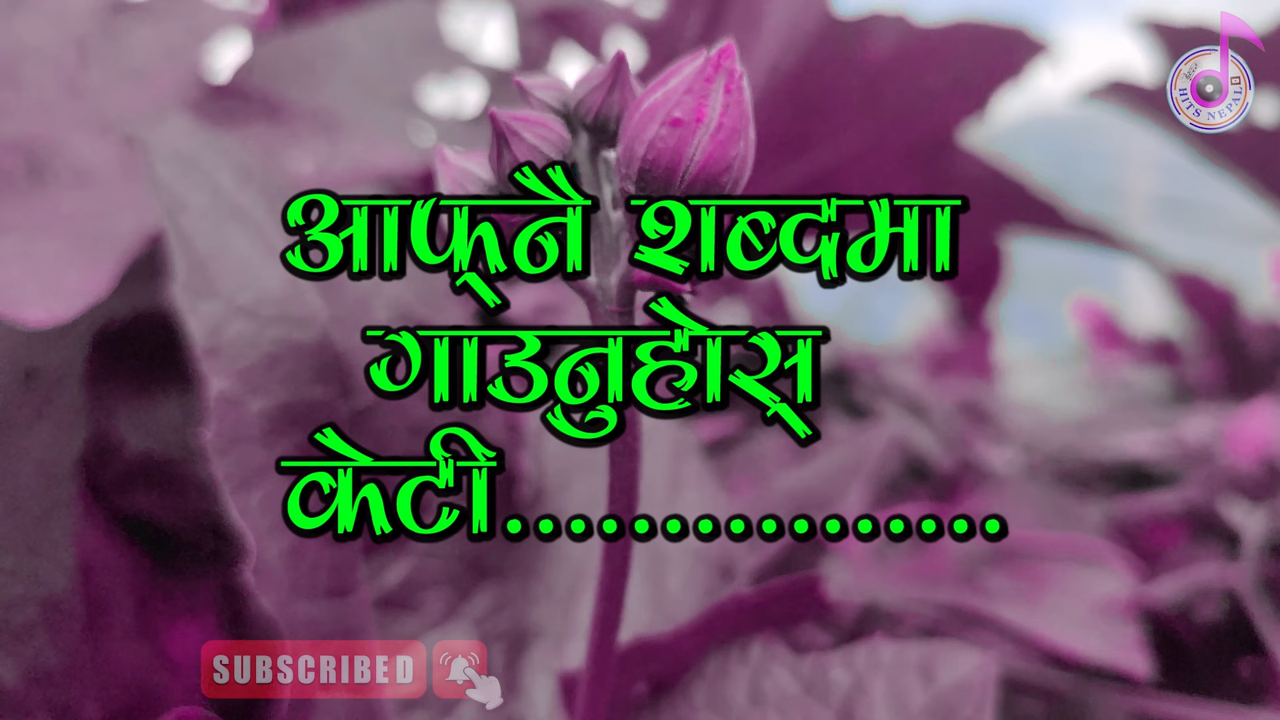 HITS NEPAL
आफ्नै शब्दमा
गाउनुहोस्
केटी.................
SUBSCRIBED